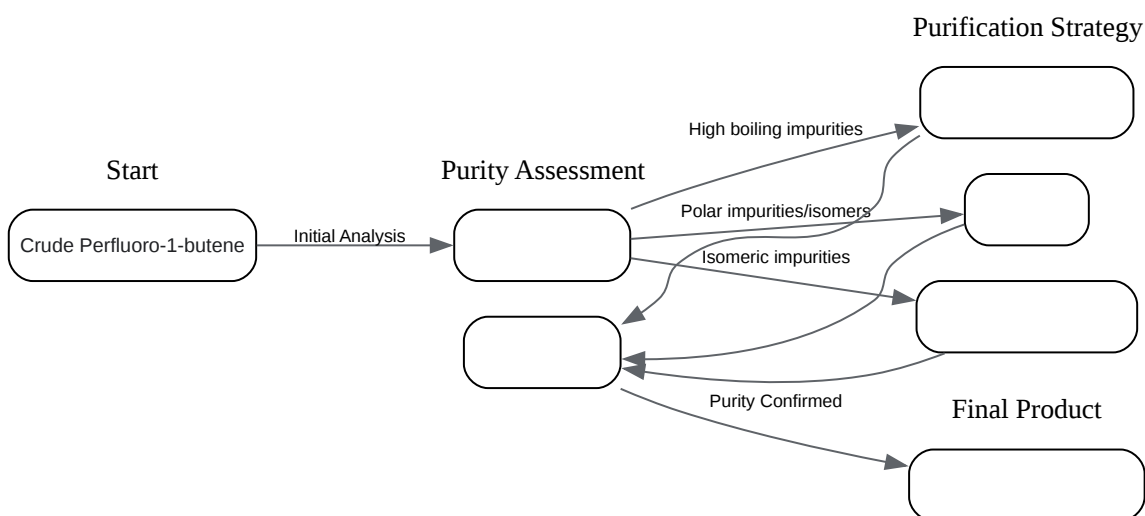 Purification Strategy
High boiling impurities
Start
Purity Assessment
Polar impurities/isomers
Crude Perfluoro-1-butene
Initial Analysis
Isomeric impurities
Purity Confirmed
Final Product